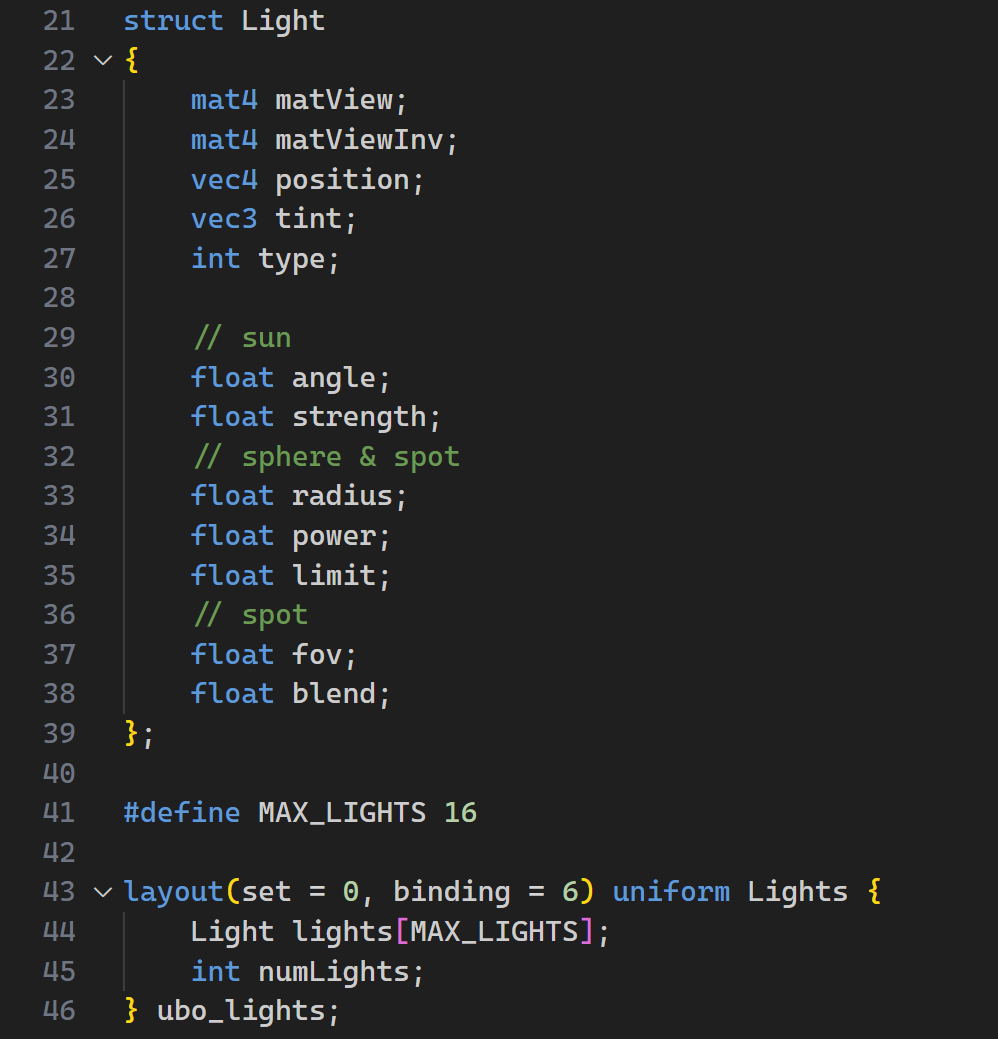 21 struct Light
22 {
23     mat4 matView;
24     mat4 matViewInv;
25     vec4 position;
26     vec3 tint;
27     int type;
28
29     // sun
30     float angle;
31     float strength;
32     // sphere & spot
33     float radius;
34     float power;
35     float limit;
36     // spot
37     float fov;
38     float blend;
39 };
40
41 #define MAX_LIGHTS 16
42
43 layout(set = 0, binding = 6) uniform Lights {
44     Light lights[MAX_LIGHTS];
45     int numLights;
46 } ubo_lights;